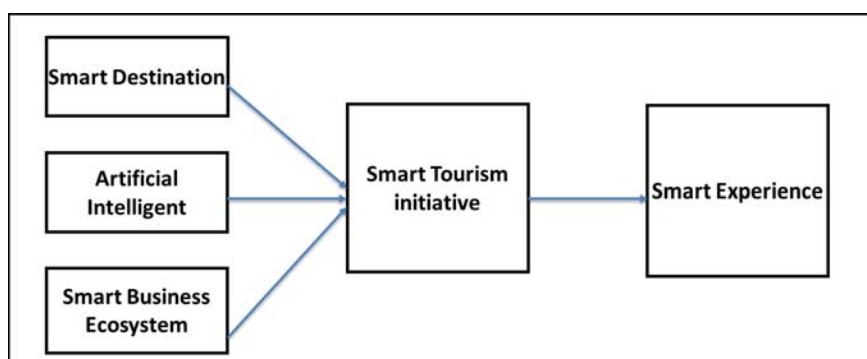 Smart Destination
Artificial
Intelligent
Smart Business
Ecosystem
Smart Tourism
initiative
Smart Experience